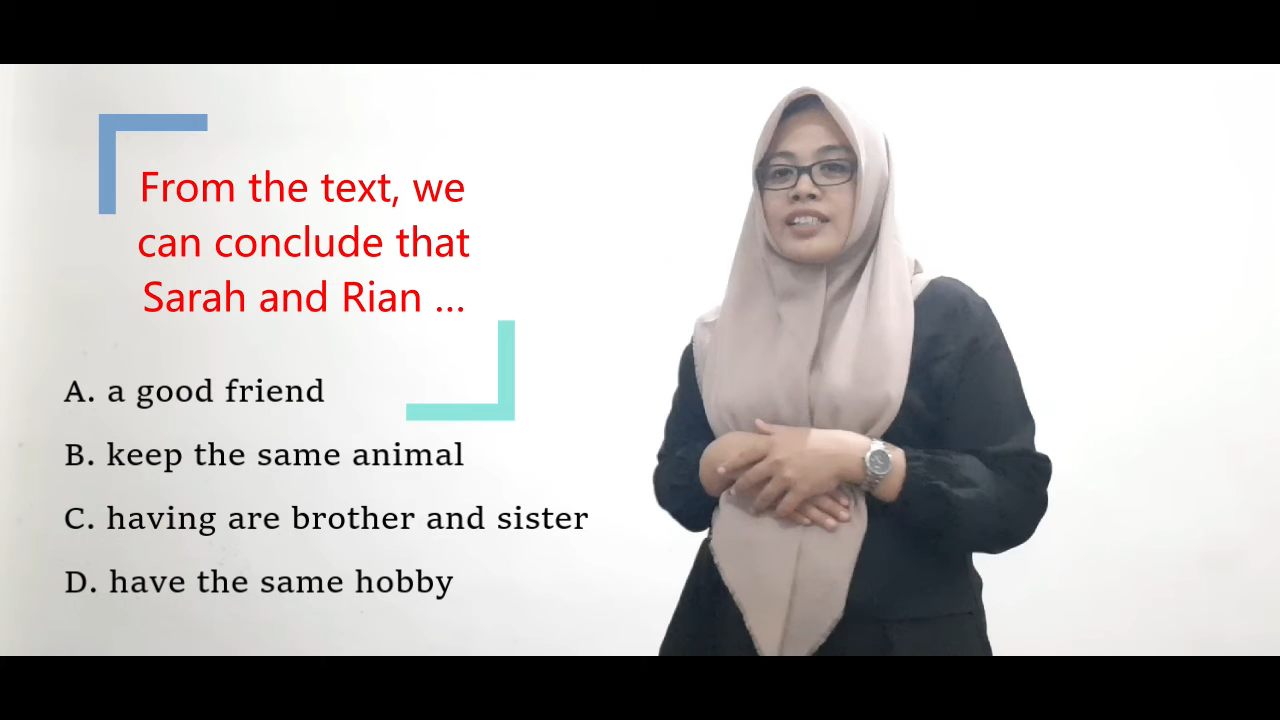 From the text, we
can conclude that
Sarah and Rian ...
A. a good friend
B. keep the same animal
C. having are brother and sister
D. have the same hobby